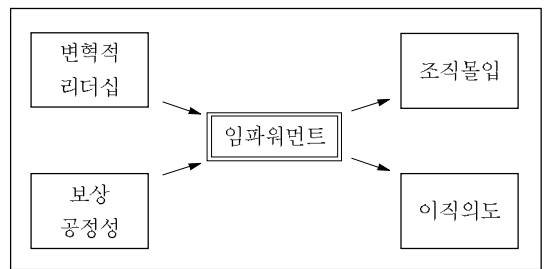 변혁적
리더십
보상
공정성
임파워먼트
조직몰입
이직의도